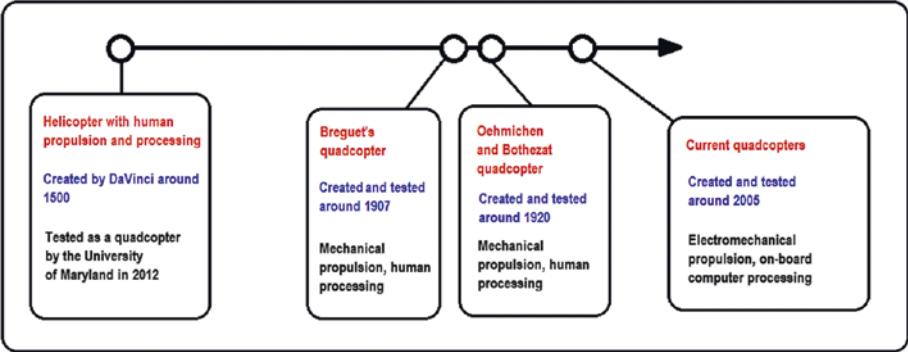 Helicopter with human
propulsion and processing
Created by DaVinci around
1500
Tested as a quadcopter
by the University
of Maryland in 2012
Breguet's
quadcopter
Created and tested
around 1907
Mechanical
propulsion, human
processing
Oehmichen
and Bothezat
quadcopter
Created and tested
around 1920
Mechanical
propulsion, human
processing
Current quadcopters
Created and tested
around 2005
Electromechanical
propulsion, on-board
computer processing